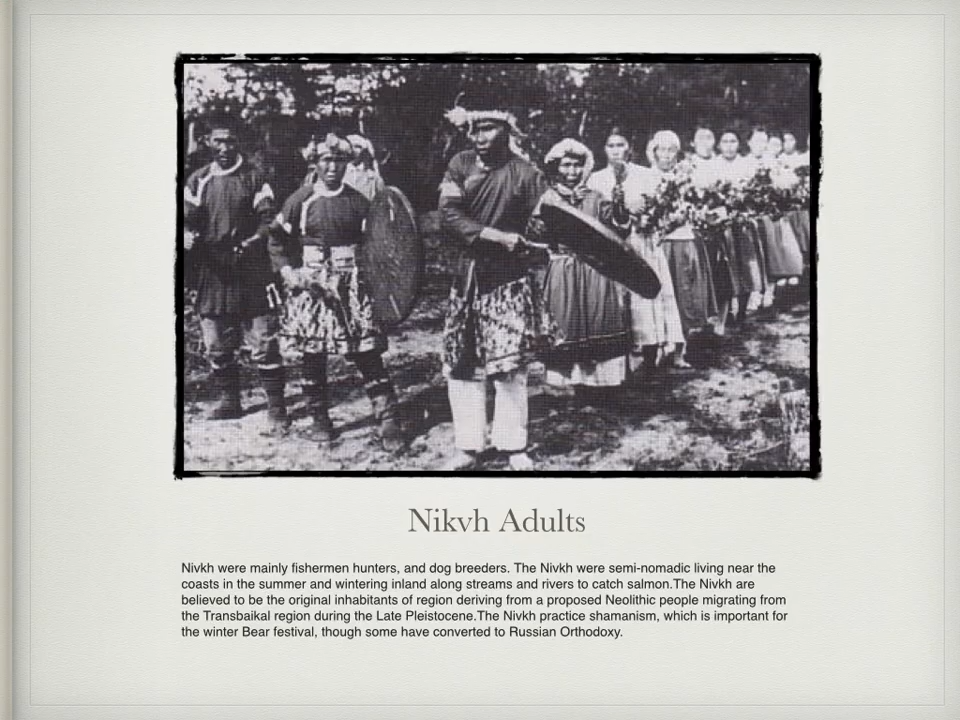 Nikvh Adults
Nivkh were mainly fishermen hunters, and dog breeders. The Nivkh were semi-nomadic living near the
coasts in the summer and wintering inland along streams and rivers to catch salmon.The Nivkh are
believed to be the original inhabitants of region deriving from a proposed Neolithic people migrating from
the Transbaikal region during the Late Pleistocene.The Nivkh practice shamanism, which is important for
the winter Bear festival, though some have converted to Russian Orthodoxy.